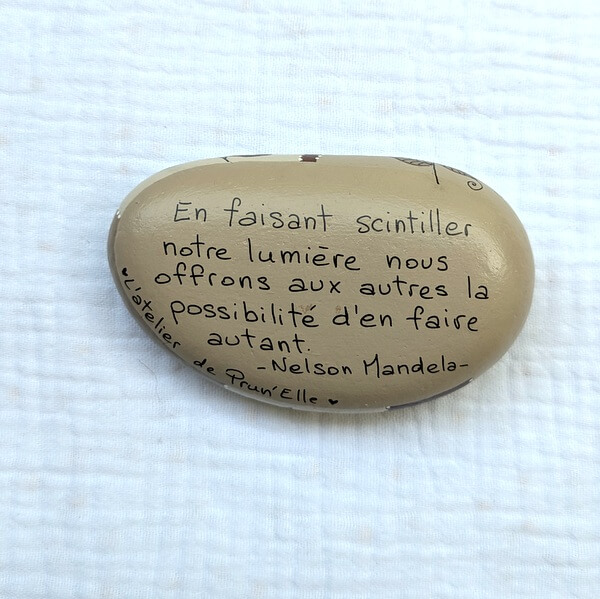 En faisant scintiller
notre lumière nous
offrons aux autres la
possibilité d'en faire
autant.
-Nelson Mandela-
♥L'atelier de Prun'Elle ♥